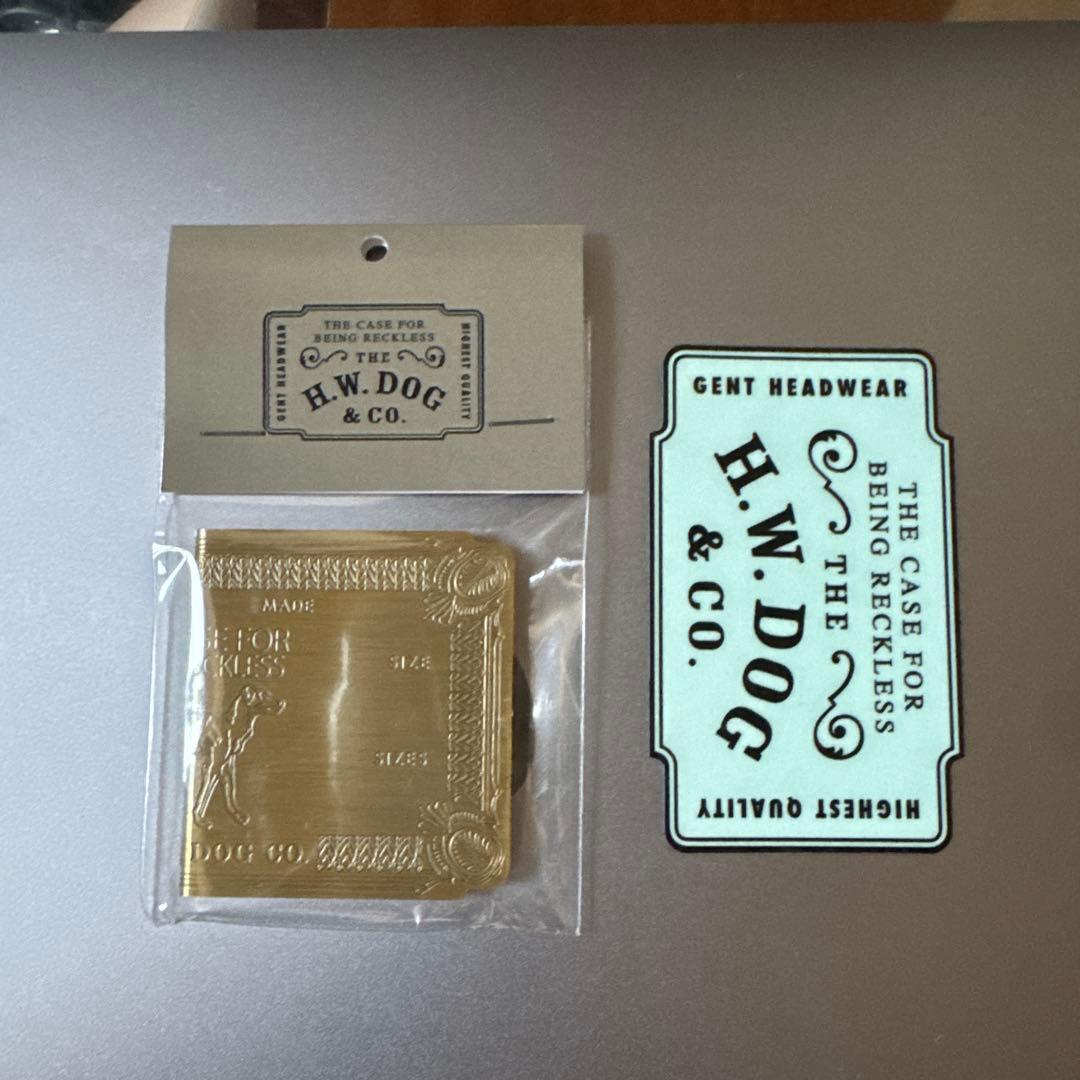 THE CASE FOR
BEING RECKLESS
THE
H.W. DOG
& CO.
GENT HEADWEAR
HIGHEST QUALITY
MADE
SE FOR
CKLESS
SIZE
SIZES
DOG CO.
GENT HEADWEAR
THE CASE FOR
BEING RECKLESS
THE
H.W. DOG
& CO.
HIGHEST QUALITY